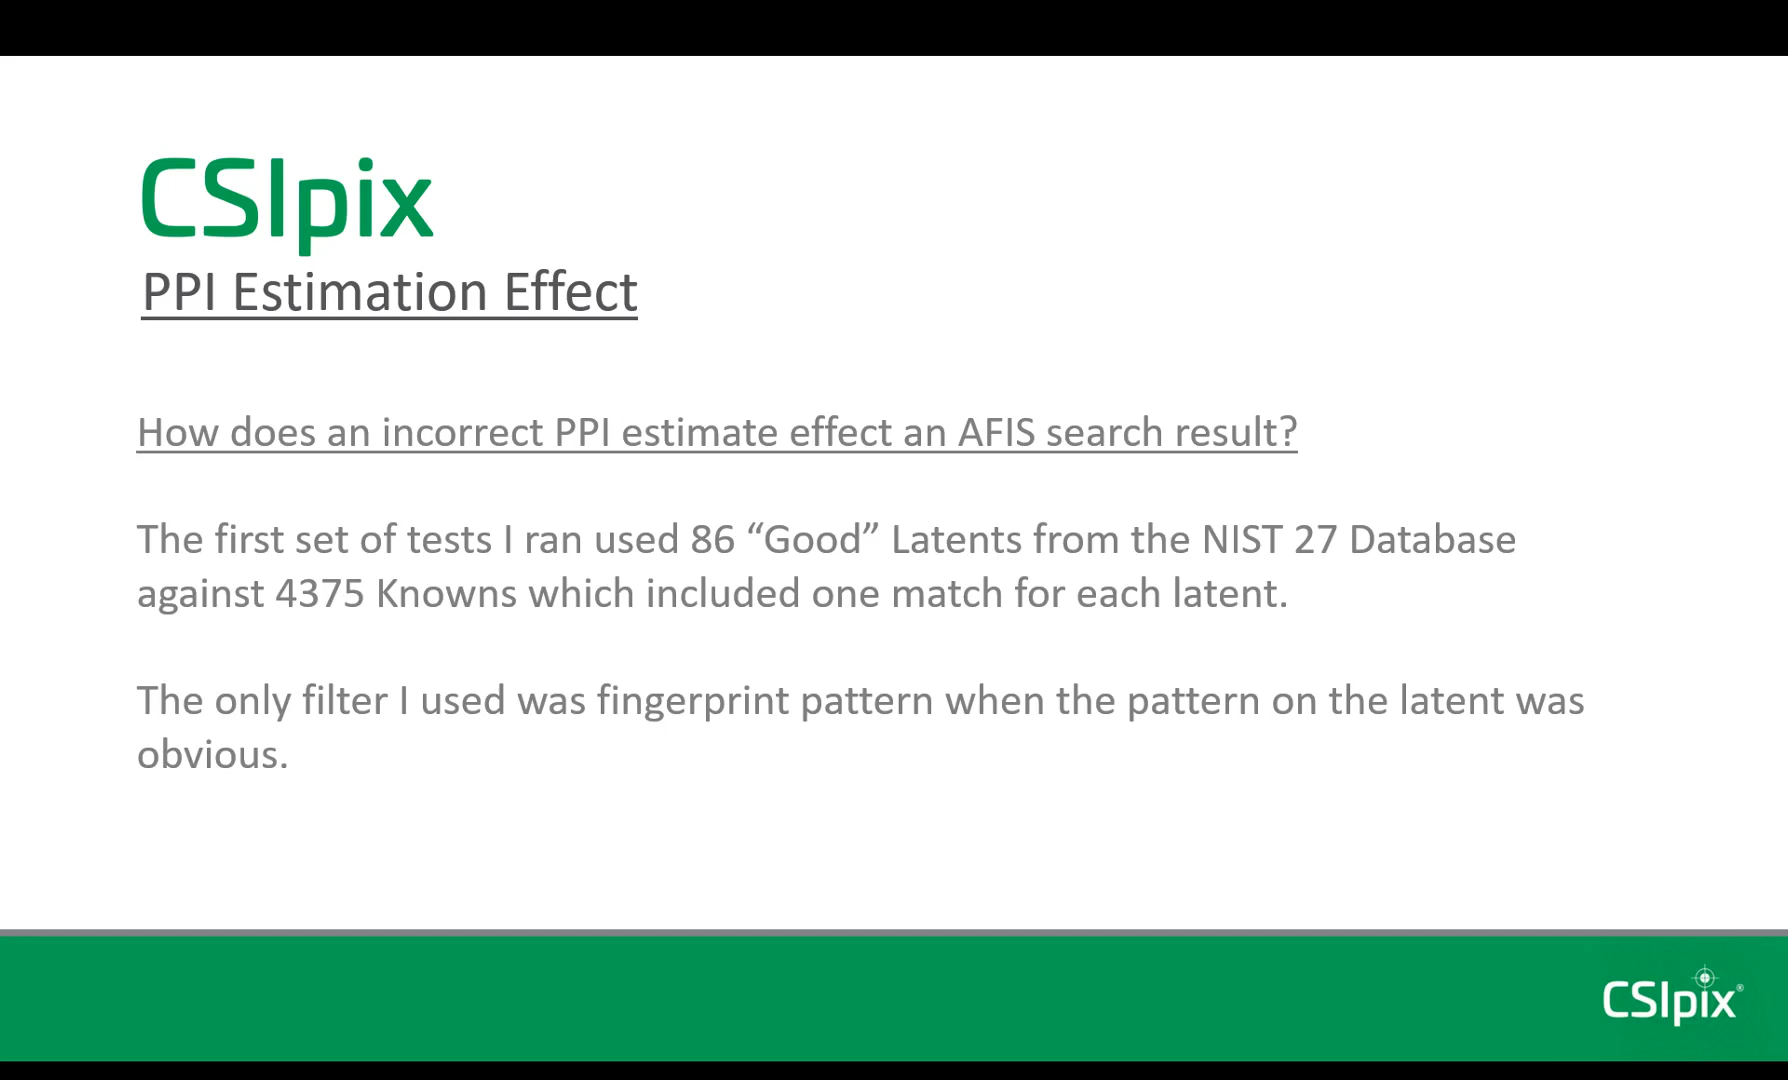 CSIpix
PPI Estimation Effect
How does an incorrect PPI estimate effect an AFIS search result?
The first set of tests I ran used 86 “Good” Latents from the NIST 27 Database
against 4375 Knowns which included one match for each latent.
The only filter I used was fingerprint pattern when the pattern on the latent was
obvious.
CSIpix®